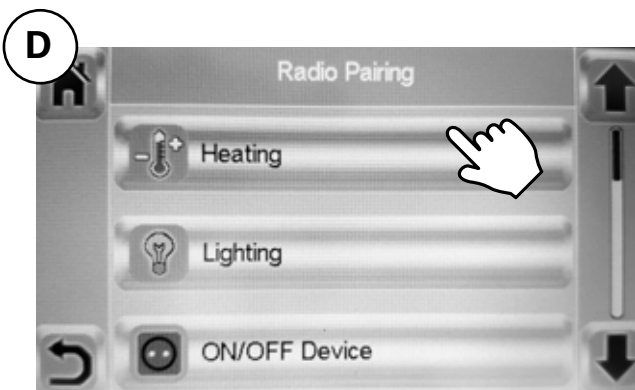 D
Radio Pairing
Heating
Lighting
ON/OFF Device